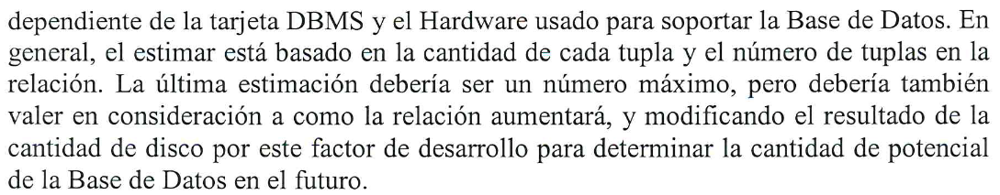 dependiente de la tarjeta DBMS y el Hardware usado para soportar la Base de Datos. En
general, el estimar está basado en la cantidad de cada tupla y el número de tuplas en la
relación. La última estimación debería ser un número máximo, pero debería también
valer en consideración a como la relación aumentará, y modificando el resultado de la
cantidad de disco por este factor de desarrollo para determinar la cantidad de potencial
de la Base de Datos en el futuro.